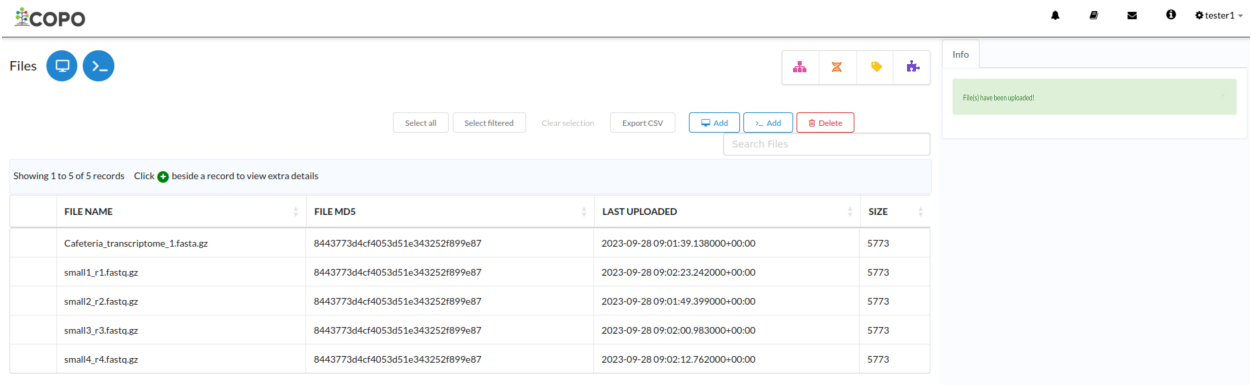 COPO
tester1
Files
Info
File(s) have been uploaded!
Select all Select filtered Clear selection Export CSV Add >_ Add Delete
Search Files
Showing 1 to 5 of 5 records Click beside a record to view extra details
FILE NAME FILE MD5 LAST UPLOADED SIZE
Cafeteria_transcriptome_1.fasta.gz 8443773d4cf4053d51e343252f899e87 2023-09-28 09:01:39.138000+00:00 5773
small1_r1.fastq.gz 8443773d4cf4053d51e343252f899e87 2023-09-28 09:02:23.242000+00:00 5773
small2_r2.fastq.gz 8443773d4cf4053d51e343252f899e87 2023-09-28 09:01:49.399000+00:00 5773
small3_r3.fastq.gz 8443773d4cf4053d51e343252f899e87 2023-09-28 09:02:00.983000+00:00 5773
small4_r4.fastq.gz 8443773d4cf4053d51e343252f899e87 2023-09-28 09:02:12.762000+00:00 5773